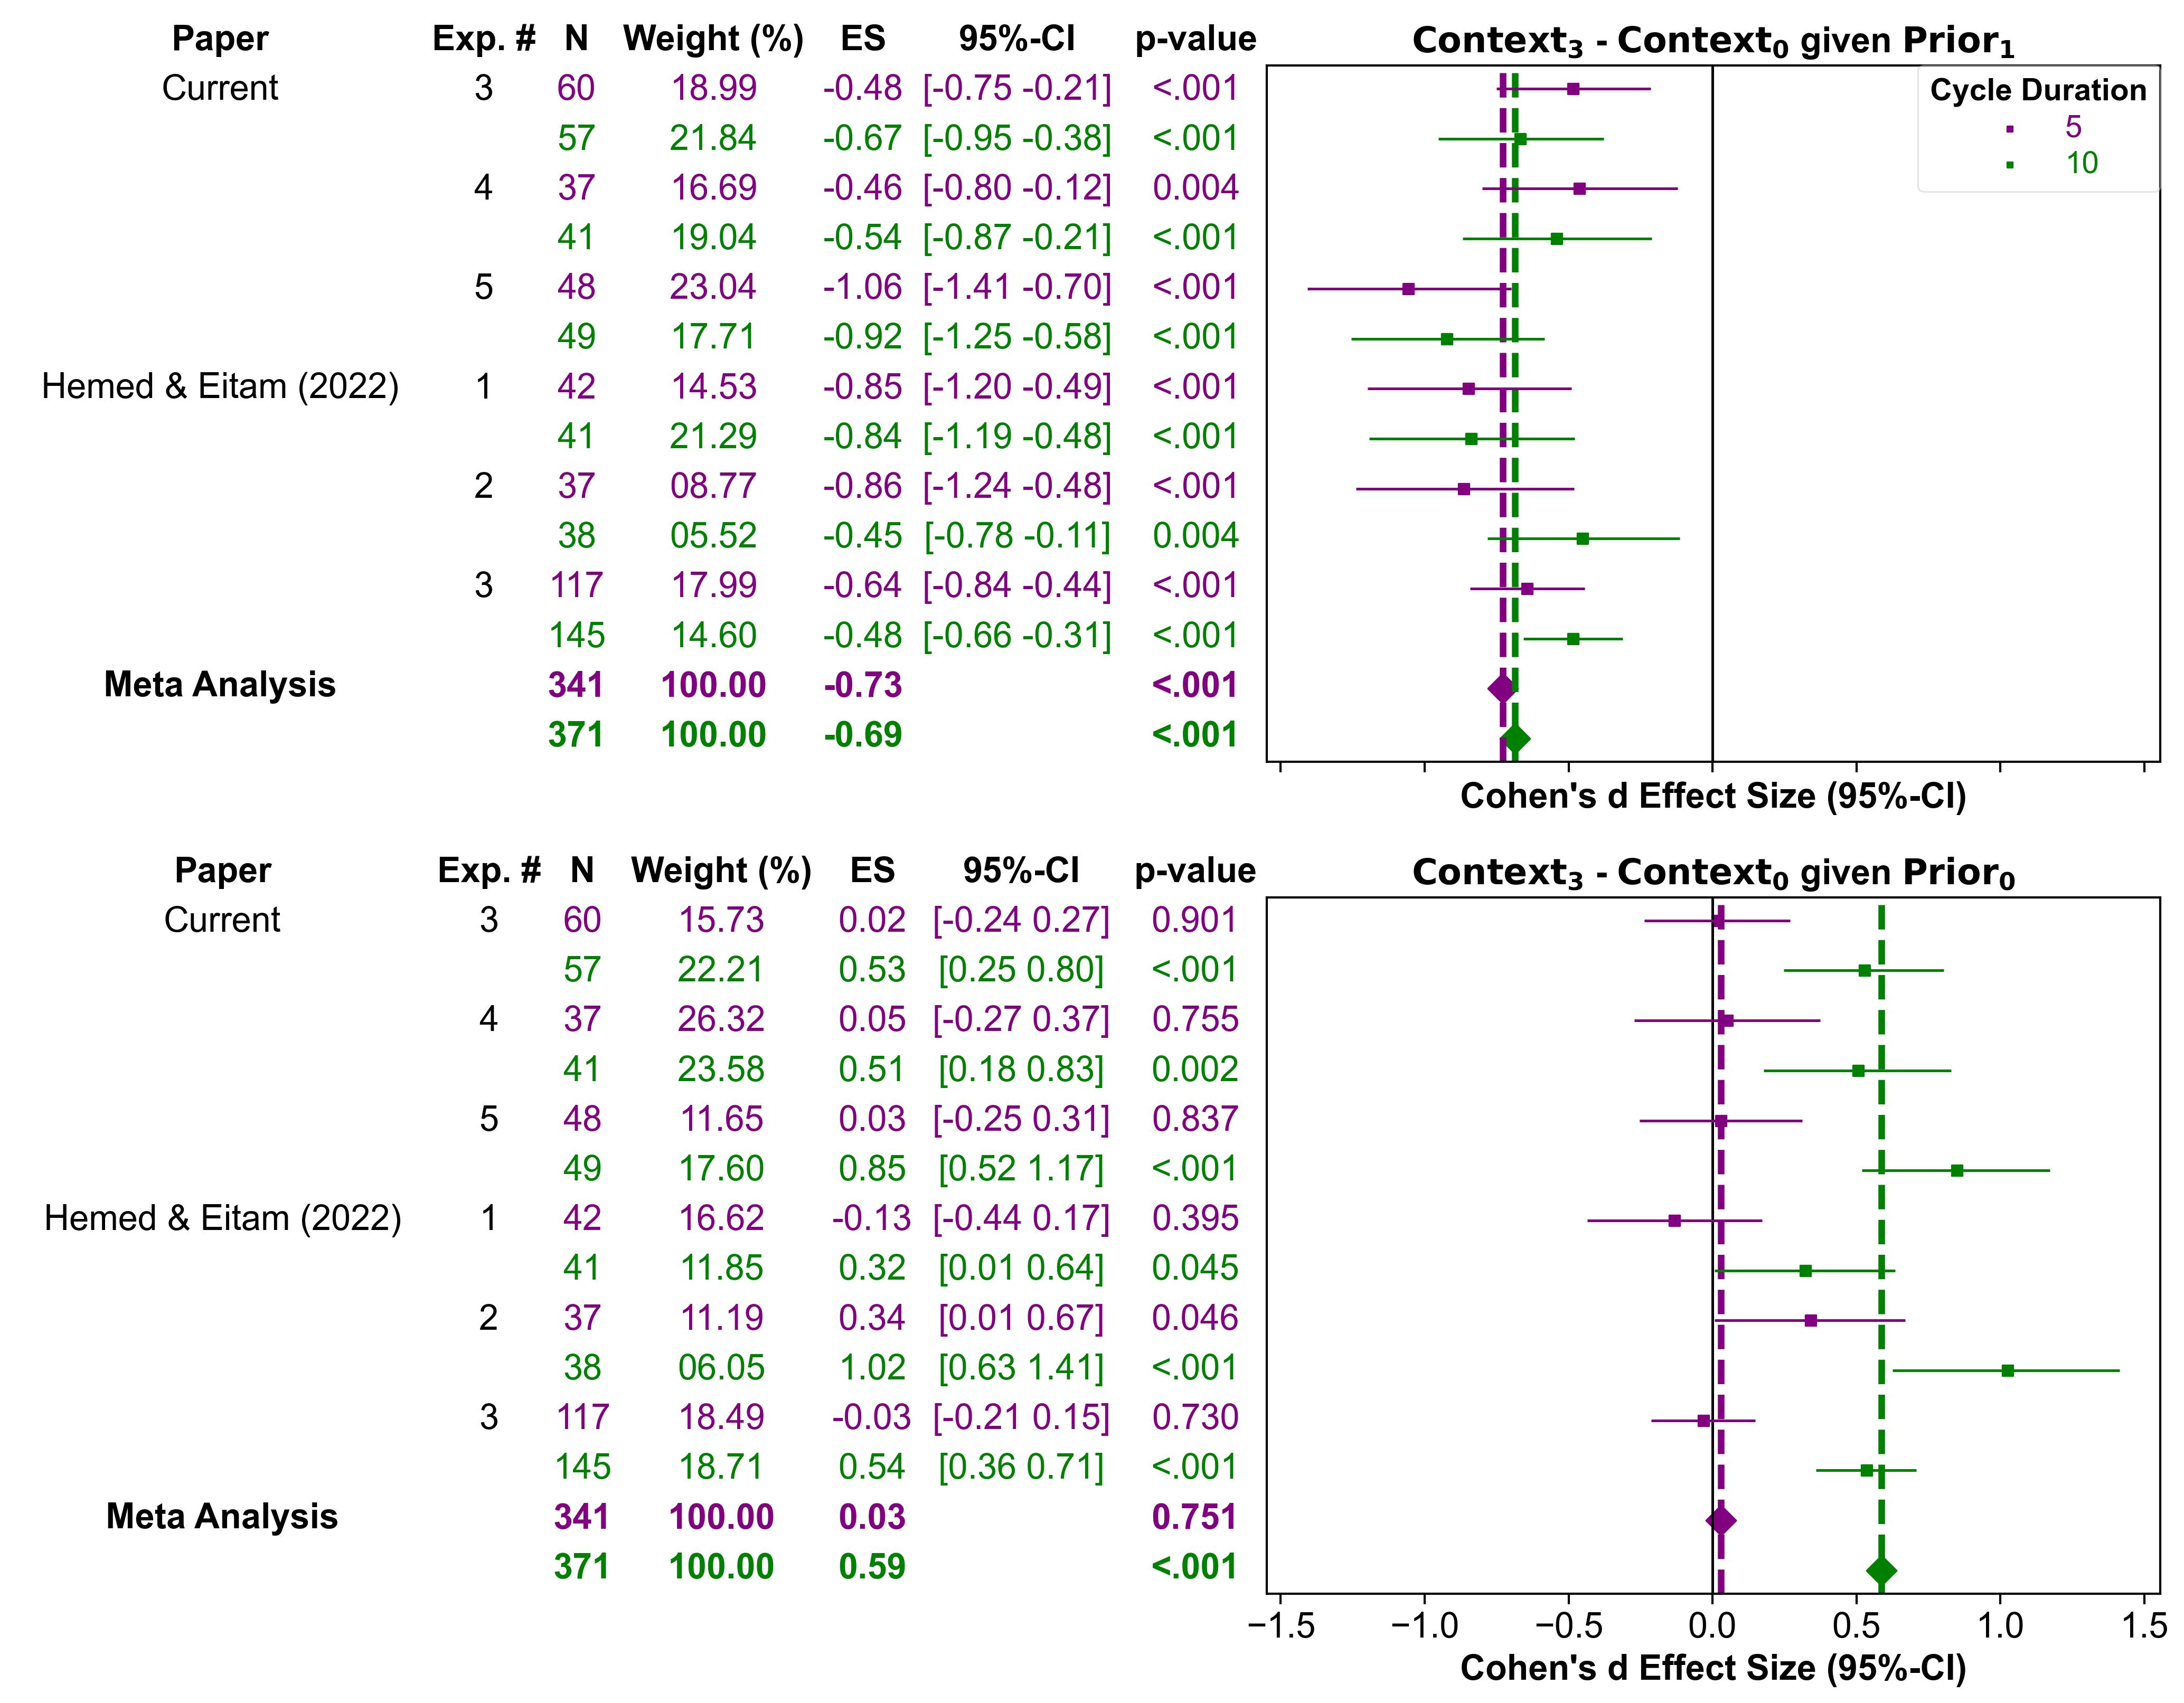 Paper Exp. # N Weight (%) ES 95%-CI p-value Context₃ - Context₀ given Prior₁
Current 3 60 18.99 -0.48 [-0.75 -0.21] <.001
Cycle Duration
5
10
57 21.84 -0.67 [-0.95 -0.38] <.001
4 37 16.69 -0.46 [-0.80 -0.12] 0.004
41 19.04 -0.54 [-0.87 -0.21] <.001
5 48 23.04 -1.06 [-1.41 -0.70] <.001
49 17.71 -0.92 [-1.25 -0.58] <.001
Hemed & Eitam (2022) 1 42 14.53 -0.85 [-1.20 -0.49] <.001
41 21.29 -0.84 [-1.19 -0.48] <.001
2 37 08.77 -0.86 [-1.24 -0.48] <.001
38 05.52 -0.45 [-0.78 -0.11] 0.004
3 117 17.99 -0.64 [-0.84 -0.44] <.001
145 14.60 -0.48 [-0.66 -0.31] <.001
Meta Analysis 341 100.00 -0.73 <.001
371 100.00 -0.69 <.001
Cohen's d Effect Size (95%-CI)
Paper Exp. # N Weight (%) ES 95%-CI p-value Context₃ - Context₀ given Prior₀
Current 3 60 15.73 0.02 [-0.24 0.27] 0.901
57 22.21 0.53 [0.25 0.80] <.001
4 37 26.32 0.05 [-0.27 0.37] 0.755
41 23.58 0.51 [0.18 0.83] 0.002
5 48 11.65 0.03 [-0.25 0.31] 0.837
49 17.60 0.85 [0.52 1.17] <.001
Hemed & Eitam (2022) 1 42 16.62 -0.13 [-0.44 0.17] 0.395
41 11.85 0.32 [0.01 0.64] 0.045
2 37 11.19 0.34 [0.01 0.67] 0.046
38 06.05 1.02 [0.63 1.41] <.001
3 117 18.49 -0.03 [-0.21 0.15] 0.730
145 18.71 0.54 [0.36 0.71] <.001
Meta Analysis 341 100.00 0.03 0.751
371 100.00 0.59 <.001
−1.5 −1.0 −0.5 0.0 0.5 1.0 1.5
Cohen's d Effect Size (95%-CI)